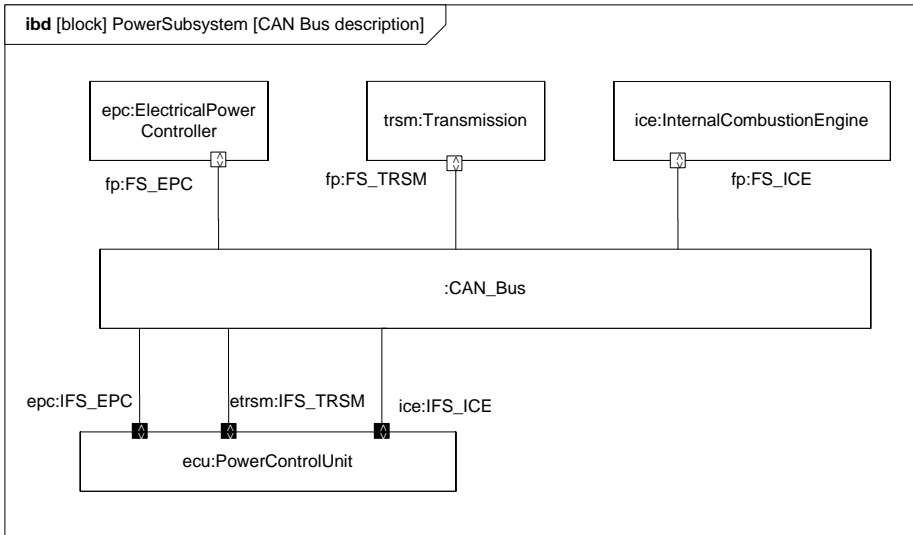 ibd [block] PowerSubsystem [CAN Bus description]
epc:ElectricalPower
Controller
trsm:Transmission
ice:InternalCombustionEngine
fp:FS_EPC
fp:FS_TRSM
fp:FS_ICE
:CAN_Bus
epc:IFS_EPC
etrsm:IFS_TRSM
ice:IFS_ICE
ecu:PowerControlUnit